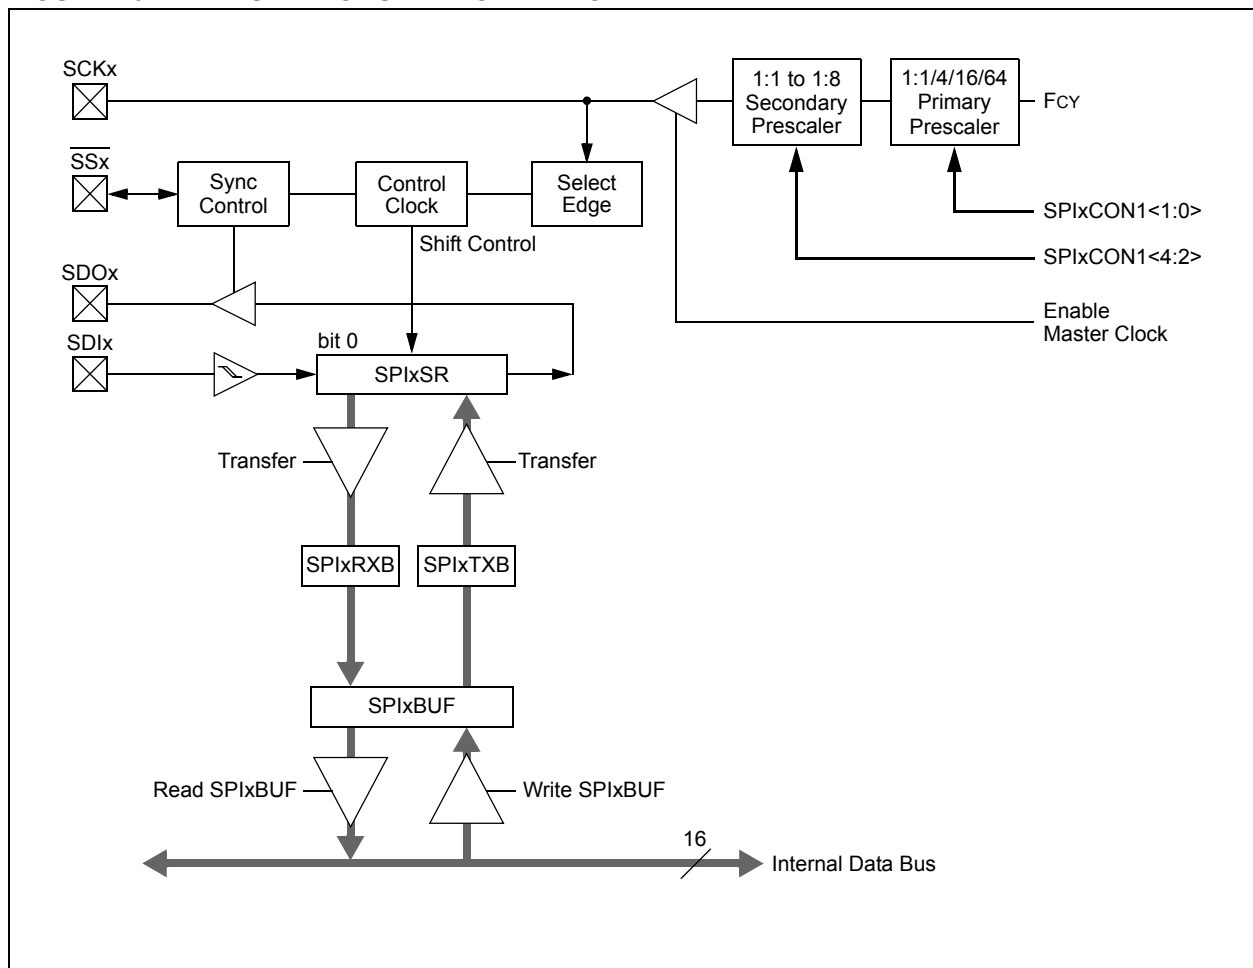 SCKx
1:1 to 1:8
Secondary
Prescaler
1:1/4/16/64
Primary
Prescaler
FCY
SSx
Sync
Control
Control
Clock
Select
Edge
SPIxCON1<1:0>
Shift Control
SPIxCON1<4:2>
SDOx
Enable
Master Clock
SDIx
bit 0
SPIxSR
Transfer
Transfer
SPIxRXB
SPIxTXB
SPIxBUF
Read SPIxBUF
Write SPIxBUF
16
Internal Data Bus